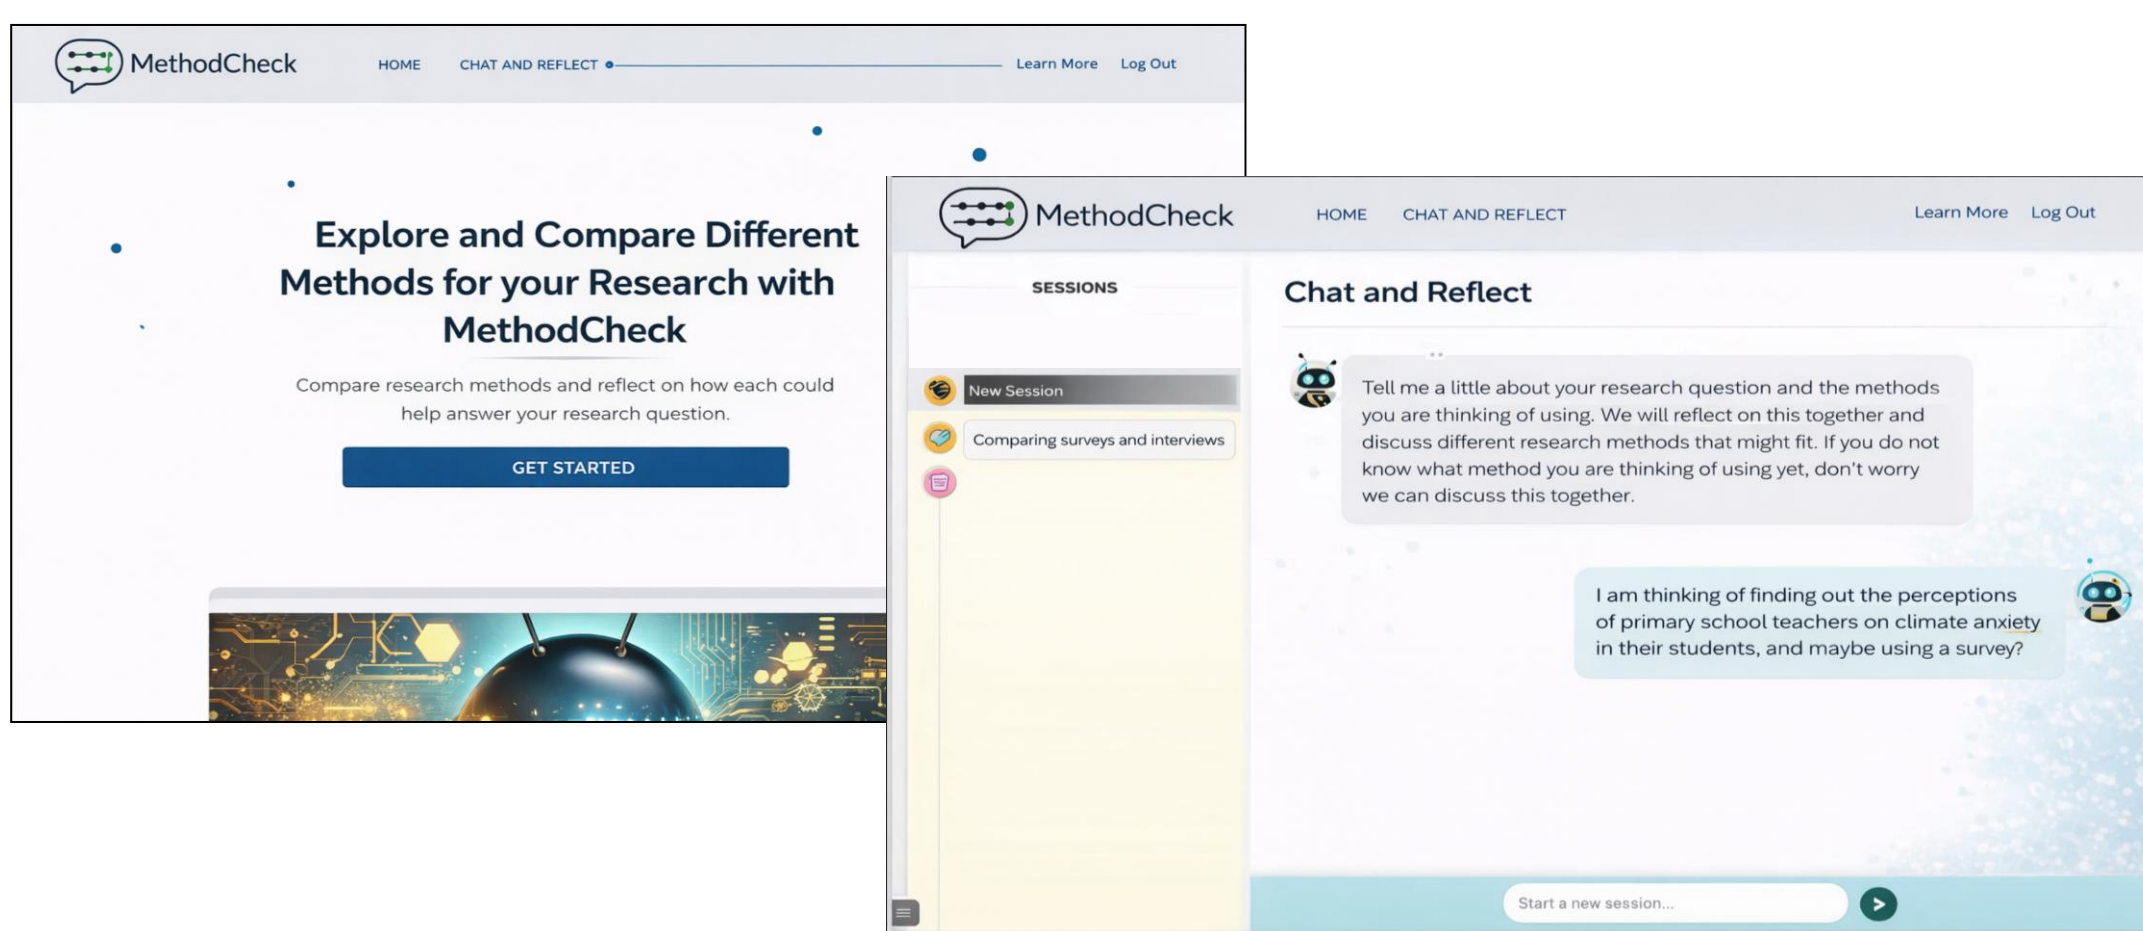 MethodCheck
HOME
CHAT AND REFLECT
Learn More
Log Out
Explore and Compare Different
Methods for your Research with
MethodCheck
Compare research methods and reflect on how each could
help answer your research question.
GET STARTED
MethodCheck
HOME
CHAT AND REFLECT
Learn More
Log Out
SESSIONS
New Session
Comparing surveys and interviews
Chat and Reflect
Tell me a little about your research question and the methods
you are thinking of using. We will reflect on this together and
discuss different research methods that might fit. If you do not
know what method you are thinking of using yet, don't worry
we can discuss this together.
I am thinking of finding out the perceptions
of primary school teachers on climate anxiety
in their students, and maybe using a survey?
Start a new session...